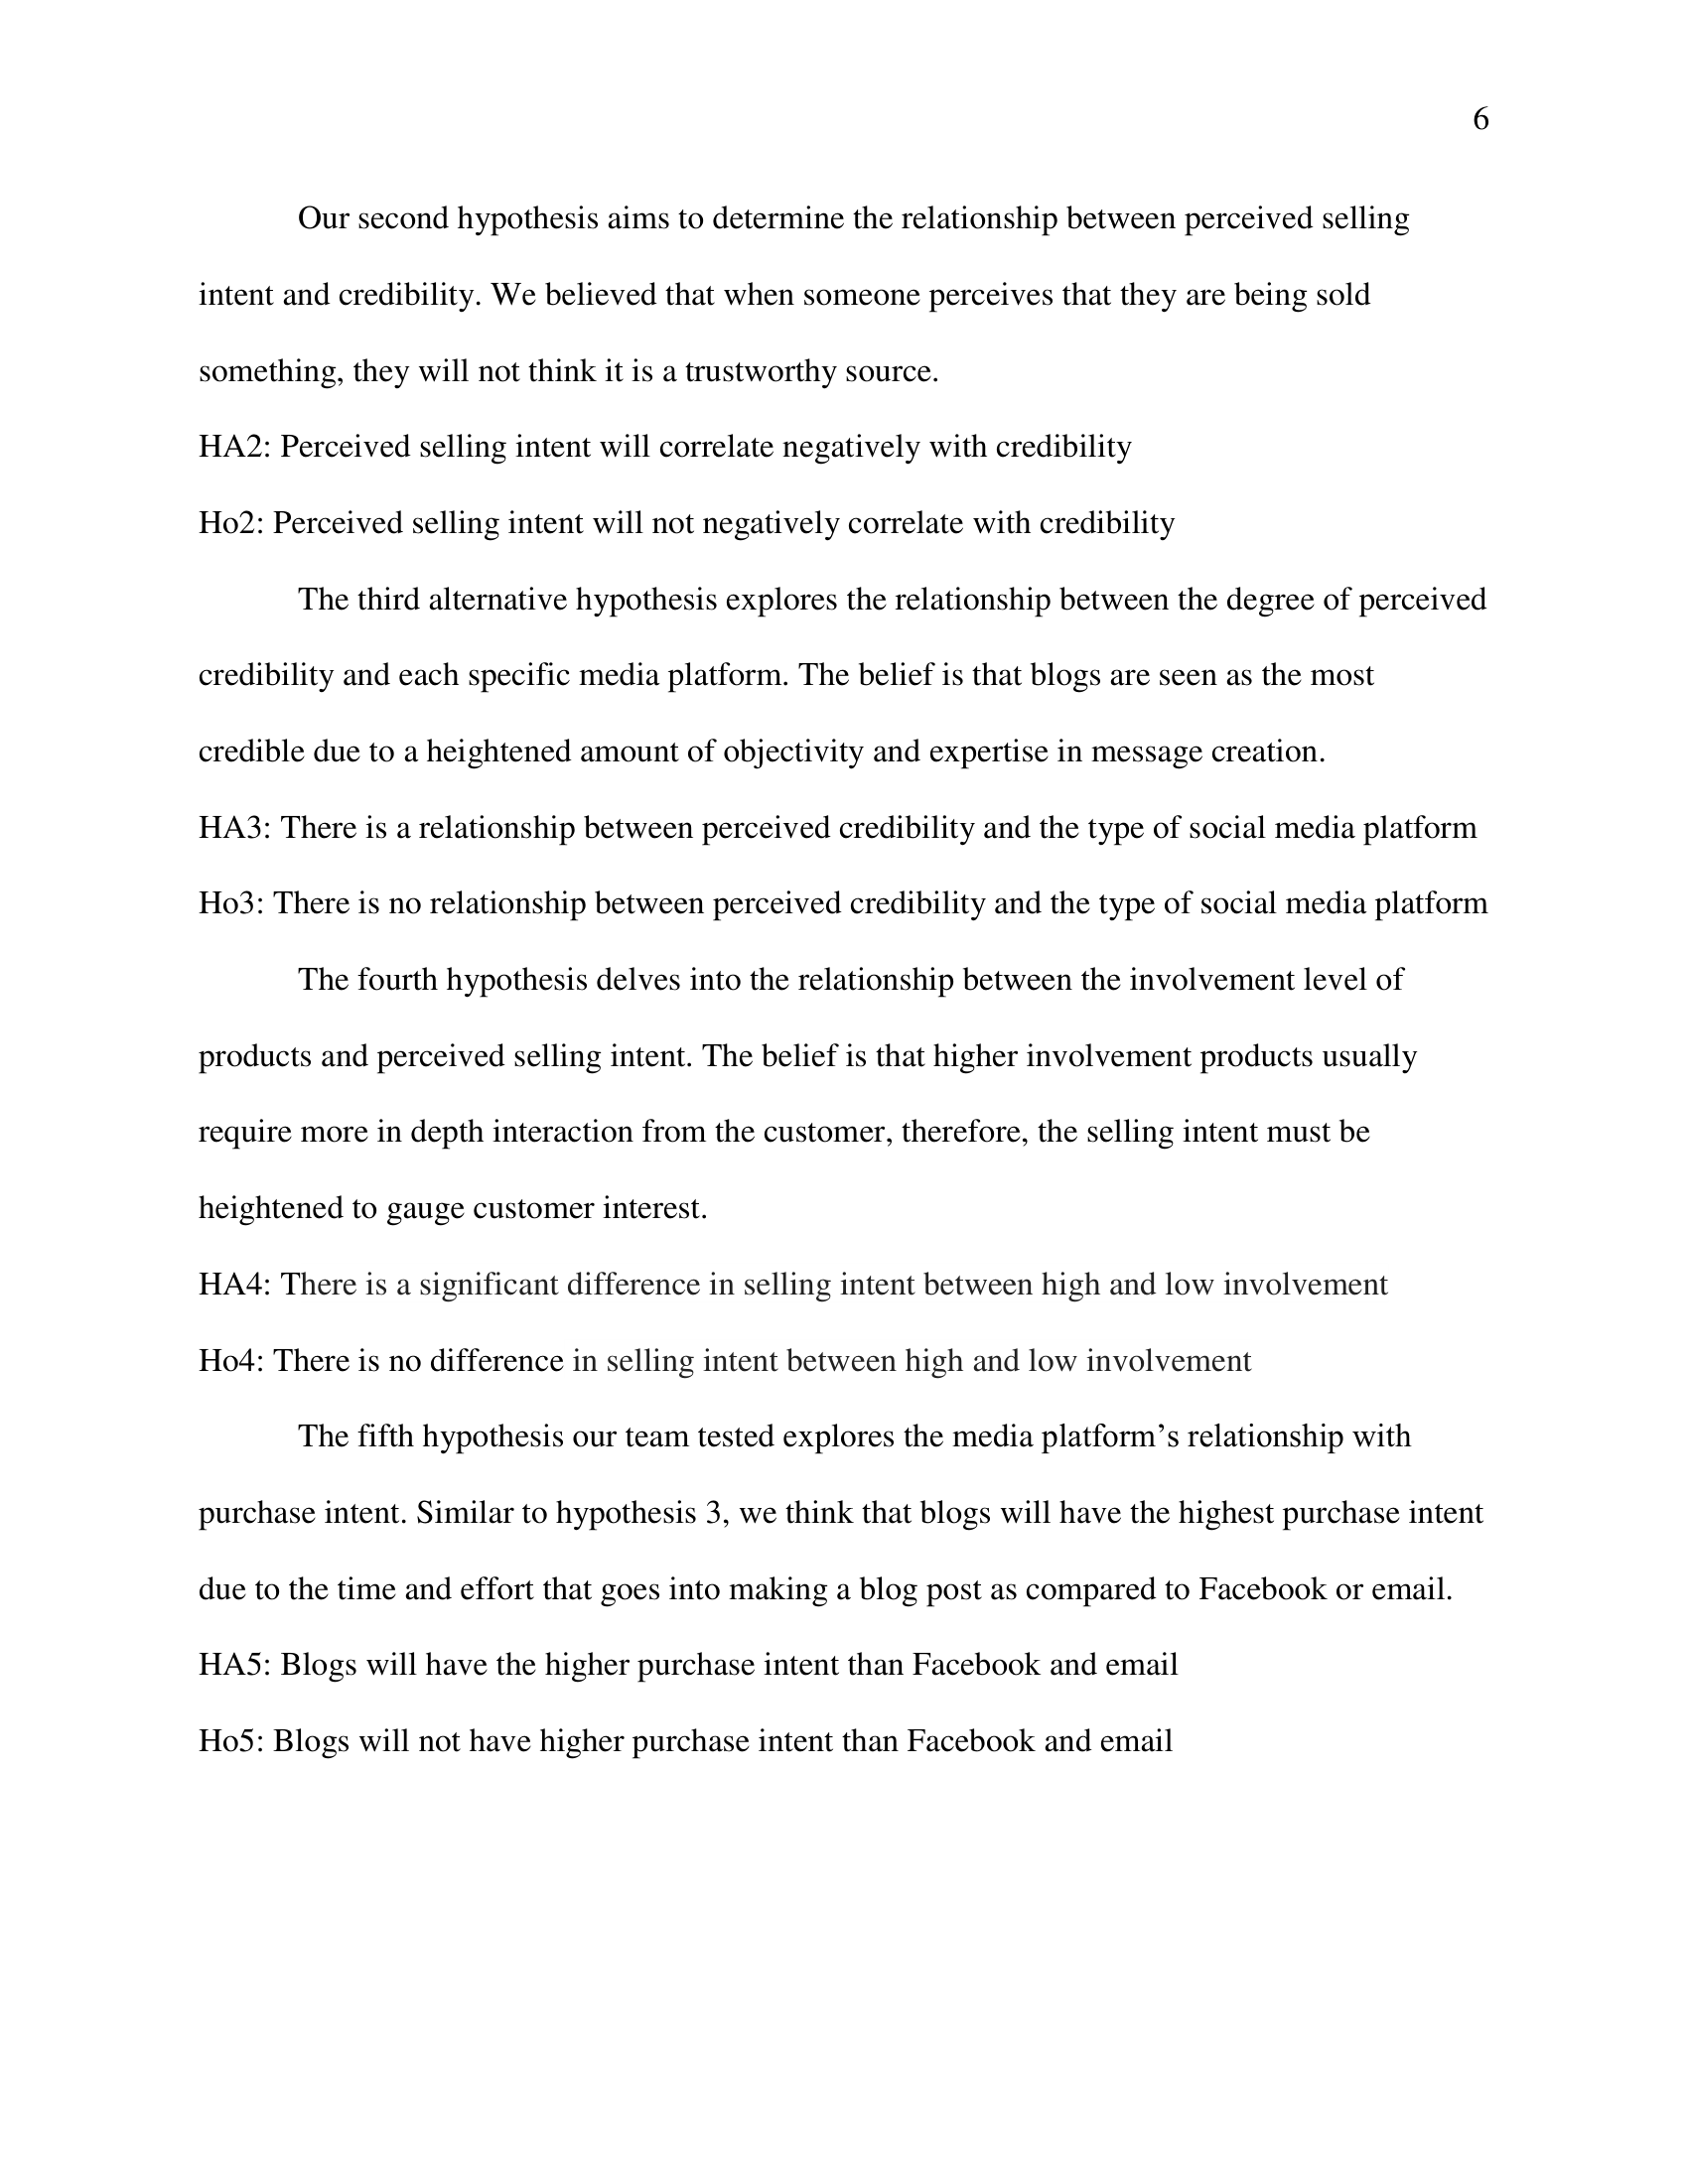 6
Our second hypothesis aims to determine the relationship between perceived selling
intent and credibility. We believed that when someone perceives that they are being sold
something, they will not think it is a trustworthy source.
HA2: Perceived selling intent will correlate negatively with credibility
Ho2: Perceived selling intent will not negatively correlate with credibility
The third alternative hypothesis explores the relationship between the degree of perceived
credibility and each specific media platform. The belief is that blogs are seen as the most
credible due to a heightened amount of objectivity and expertise in message creation.
HA3: There is a relationship between perceived credibility and the type of social media platform
Ho3: There is no relationship between perceived credibility and the type of social media platform
The fourth hypothesis delves into the relationship between the involvement level of
products and perceived selling intent. The belief is that higher involvement products usually
require more in depth interaction from the customer, therefore, the selling intent must be
heightened to gauge customer interest.
HA4: There is a significant difference in selling intent between high and low involvement
Ho4: There is no difference in selling intent between high and low involvement
The fifth hypothesis our team tested explores the media platform’s relationship with
purchase intent. Similar to hypothesis 3, we think that blogs will have the highest purchase intent
due to the time and effort that goes into making a blog post as compared to Facebook or email.
HA5: Blogs will have the higher purchase intent than Facebook and email
Ho5: Blogs will not have higher purchase intent than Facebook and email